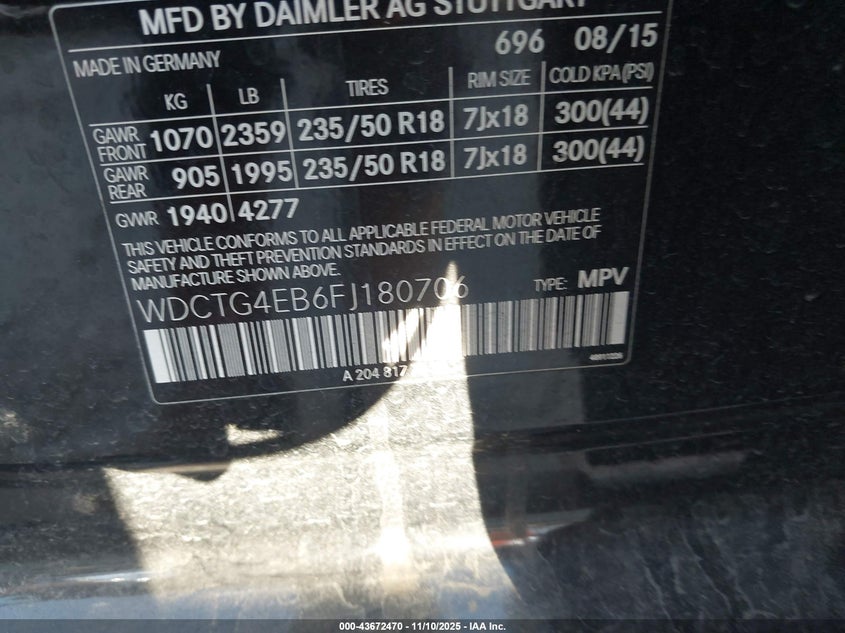 MFD BY DAIMLER AG STUTTGART
696 08/15
MADE IN GERMANY
KG LB TIRES RIM SIZE COLD KPA (PSI)
GAWR FRONT 1070 2359 235/50 R18 7Jx18 300(44)
GAWR REAR 905 1995 235/50 R18 7Jx18 300(44)
GVWR 1940 4277
THIS VEHICLE CONFORMS TO ALL APPLICABLE FEDERAL MOTOR VEHICLE
SAFETY AND THEFT PREVENTION STANDARDS IN EFFECT ON THE DATE OF
MANUFACTURE SHOWN ABOVE.
WDCTG4EB6FJ180706 TYPE: MPV
A 204 817
000-43672470 - 11/10/2025 - IAA Inc.